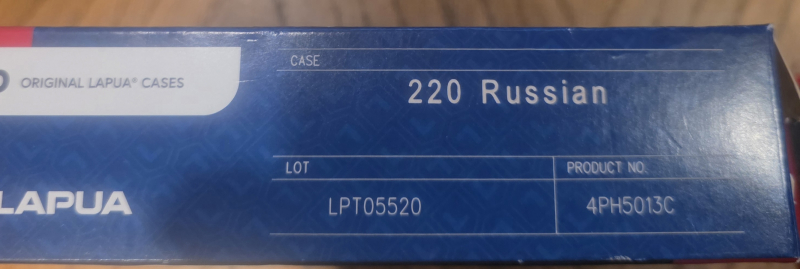 CASE
ORIGINAL LAPUA® CASES
220 Russian
LOT
PRODUCT NO.
LAPUA
LPT05520
4PH5013C